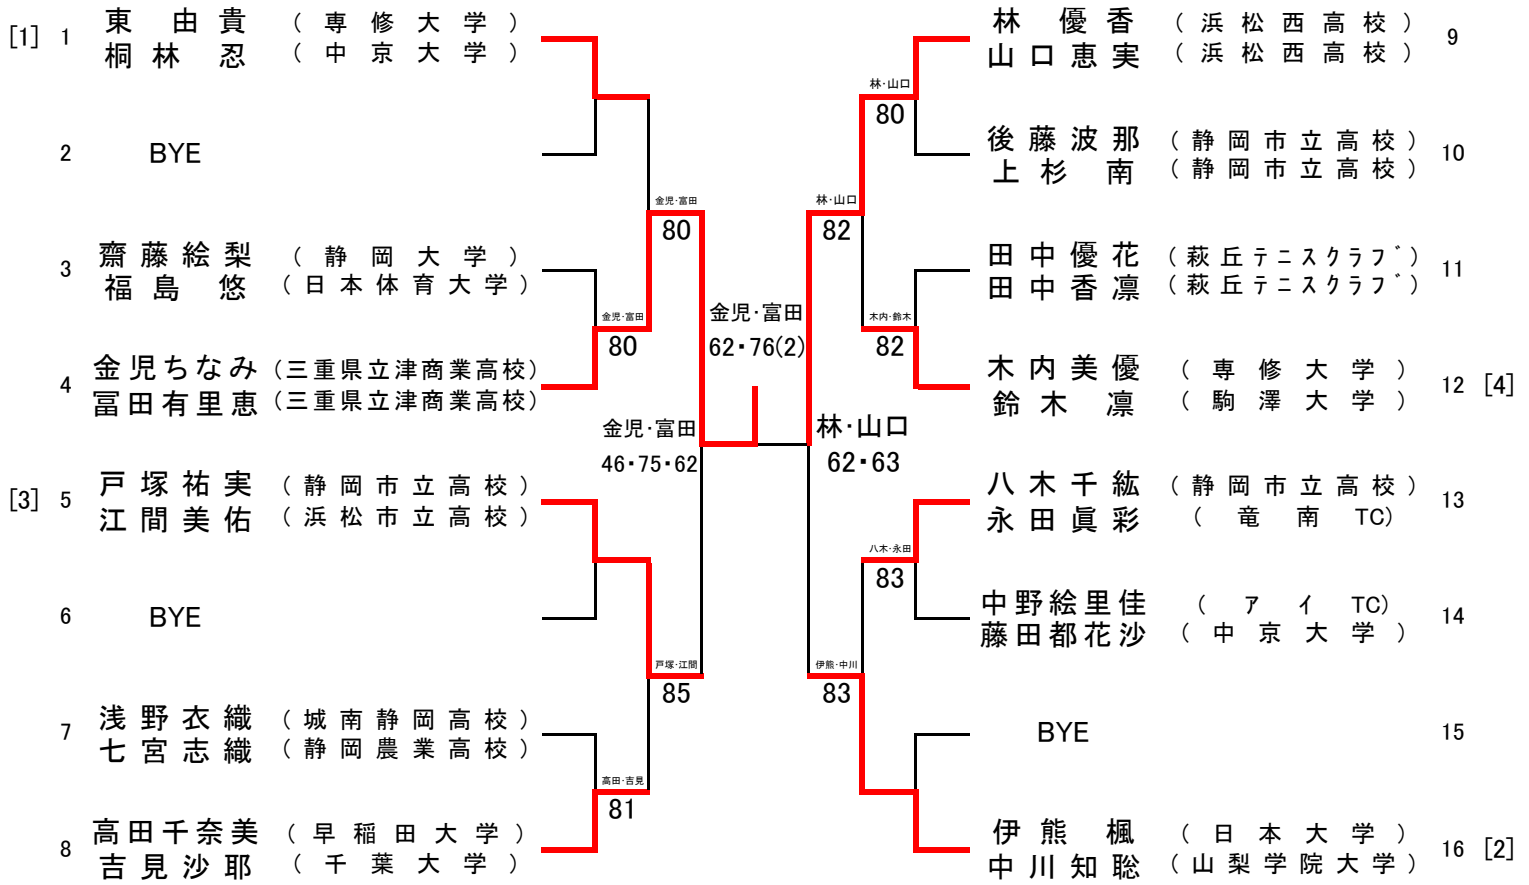 [1] 1 東 由 貴 ( 専 修 大 学 )
桐 林 忍 ( 中 京 大 学 )
2 BYE
金児・富田
80
3 齋 藤 絵 梨 ( 静 岡 大 学 )
福 島 悠 ( 日 本 体 育 大 学 )
金児・富田
80
4 金 児 ち な み (三重県立津商業高校)
冨 田 有 里 恵 (三重県立津商業高校)
金児・富田
46・75・62
[3] 5 戸 塚 祐 実 ( 静 岡 市 立 高 校 )
江 間 美 佑 ( 浜 松 市 立 高 校 )
6 BYE
戸塚・江間
85
7 浅 野 衣 織 ( 城 南 静 岡 高 校 )
七 宮 志 織 ( 静 岡 農 業 高 校 )
高田・吉見
81
8 高 田 千 奈 美 ( 早 稲 田 大 学 )
吉 見 沙 耶 ( 千 葉 大 学 )
金児・富田
62・76(2)
林 優 香 ( 浜 松 西 高 校 ) 9
山 口 恵 実 ( 浜 松 西 高 校 )
林・山口
80
後 藤 波 那 ( 静 岡 市 立 高 校 ) 10
上 杉 南 ( 静 岡 市 立 高 校 )
林・山口
82
田 中 優 花 ( 萩 丘 テ ニ ス ク ラ フ ゛ ) 11
田 中 香 凛 ( 萩 丘 テ ニ ス ク ラ フ ゛ )
木内・鈴木
82
木 内 美 優 ( 専 修 大 学 ) 12 [4]
鈴 木 凛 ( 駒 澤 大 学 )
林・山口
62・63
八 木 千 紘 ( 静 岡 市 立 高 校 ) 13
永 田 眞 彩 ( 竜 南 TC)
八木・永田
83
中 野 絵 里 佳 ( ア イ TC) 14
藤 田 都 花 沙 ( 中 京 大 学 )
伊熊・中川
83
BYE 15
伊 熊 楓 ( 日 本 大 学 ) 16 [2]
中 川 知 聡 ( 山 梨 学 院 大 学 )